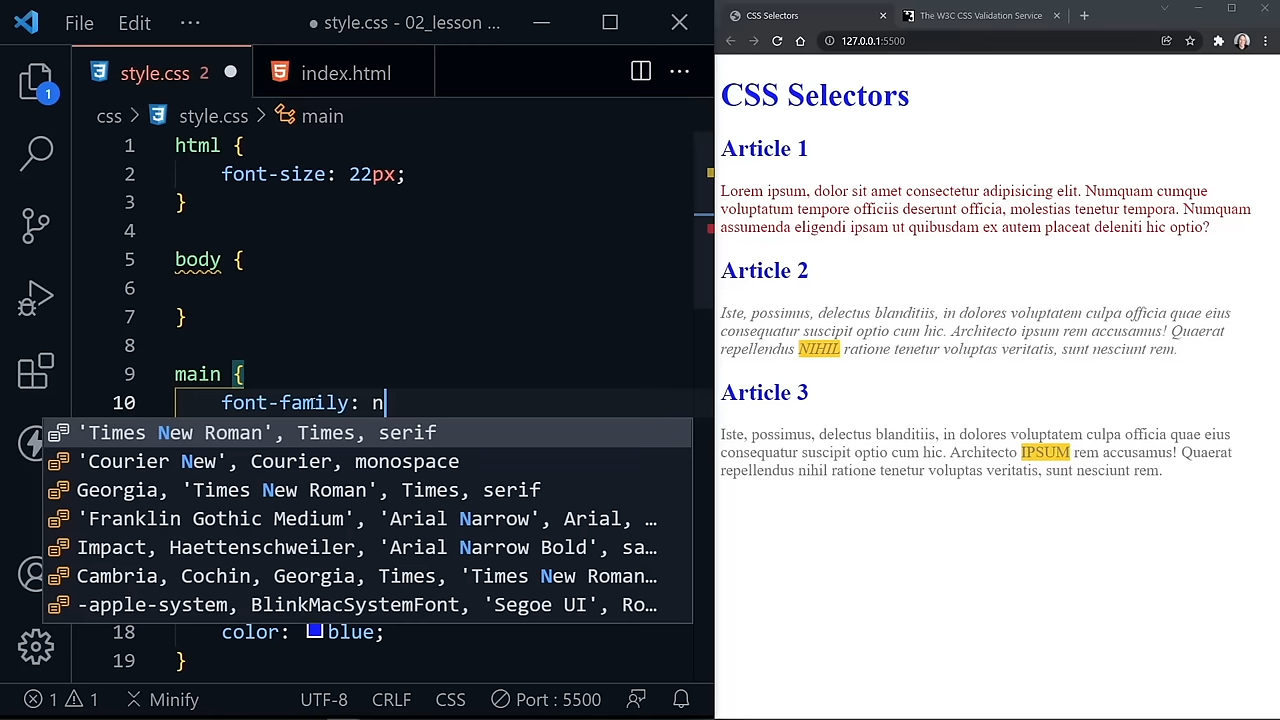 File Edit ··· ● style.css - 02_lesson ...
style.css 2 ● index.html ···
1
css > style.css > main
1 html {
2 font-size: 22px;
3 }
4
5 body {
6
7 }
8
9 main {
10 font-family: n
'Times New Roman', Times, serif
'Courier New', Courier, monospace
Georgia, 'Times New Roman', Times, serif
'Franklin Gothic Medium', 'Arial Narrow', Arial, …
Impact, Haettenschweiler, 'Arial Narrow Bold', sa…
Cambria, Cochin, Georgia, Times, 'Times New Roman…
-apple-system, BlinkMacSystemFont, 'Segoe UI', Ro…
18 color: blue;
19 }
1 1 Minify UTF-8 CRLF CSS Port : 5500
CSS Selectors The W3C CSS Validation Service
127.0.0.1:5500
CSS Selectors
Article 1
Lorem ipsum, dolor sit amet consectetur adipisicing elit. Numquam cumque
voluptatum tempore officiis deserunt officia, molestias tenetur tempora. Numquam
assumenda eligendi ipsam ut quibusdam ex autem placeat deleniti hic optio?
Article 2
Iste, possimus, delectus blanditiis, in dolores voluptatem culpa officia quae eius
consequatur suscipit optio cum hic. Architecto ipsum rem accusamus! Quaerat
repellendus NIHIL ratione tenetur voluptas veritatis, sunt nesciunt rem.
Article 3
Iste, possimus, delectus blanditiis, in dolores voluptatem culpa officia quae eius
consequatur suscipit optio cum hic. Architecto IPSUM rem accusamus! Quaerat
repellendus nihil ratione tenetur voluptas veritatis, sunt nesciunt rem.